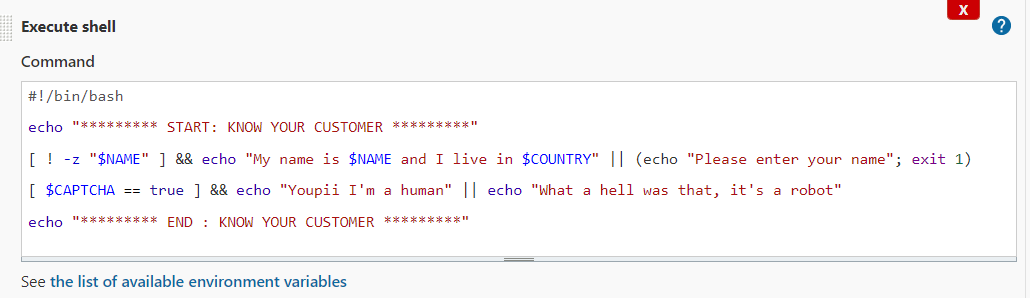 X
Execute shell
?
Command
#!/bin/bash
echo "********* START: KNOW YOUR CUSTOMER *********"
[ ! -z "$NAME" ] && echo "My name is $NAME and I live in $COUNTRY" || (echo "Please enter your name"; exit 1)
[ $CAPTCHA == true ] && echo "Youpii I'm a human" || echo "What a hell was that, it's a robot"
echo "********* END : KNOW YOUR CUSTOMER *********"
See the list of available environment variables